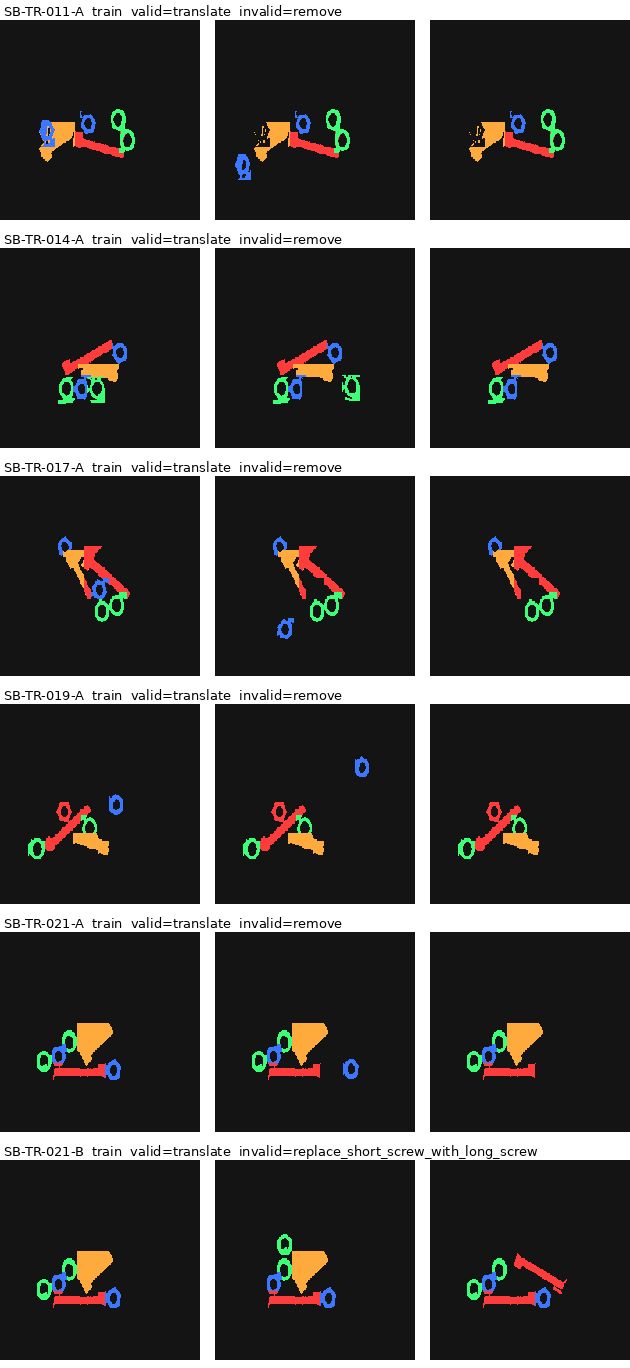 SB-TR-011-A train valid=translate invalid=remove
SB-TR-014-A train valid=translate invalid=remove
SB-TR-017-A train valid=translate invalid=remove
SB-TR-019-A train valid=translate invalid=remove
SB-TR-021-A train valid=translate invalid=remove
SB-TR-021-B train valid=translate invalid=replace_short_screw_with_long_screw